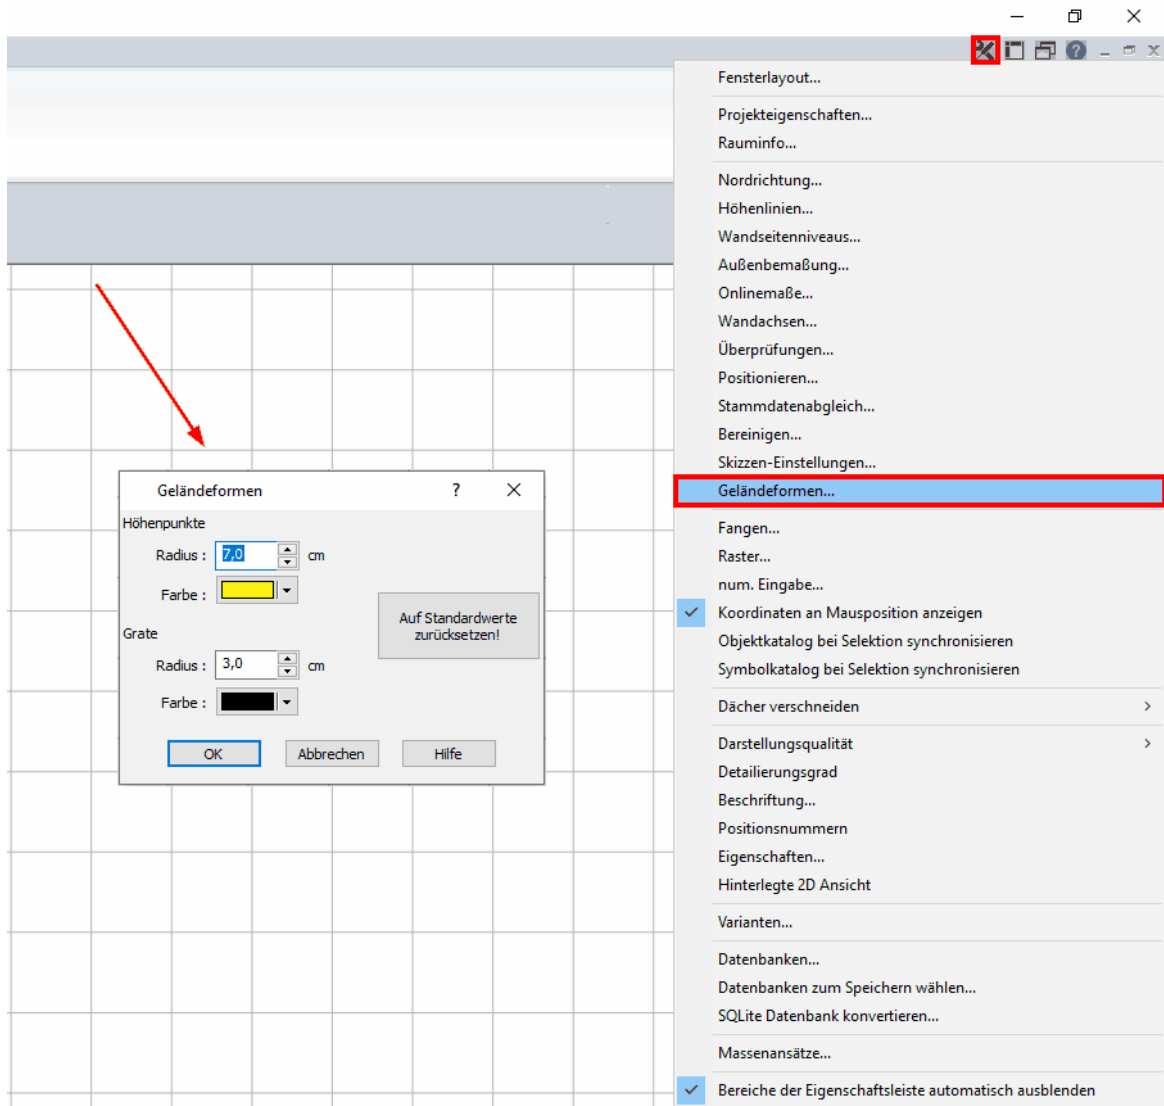 Fensterlayout...
Projekteigenschaften...
Rauminfo...
Nordrichtung...
Höhenlinien...
Wandseitenniveaus...
Außenbemaßung...
Onlinemaße...
Wandachsen...
Überprüfungen...
Positionieren...
Stammdatenabgleich...
Bereinigen...
Skizzen-Einstellungen...
Geländeformen...
Fangen...
Raster...
num. Eingabe...
Koordinaten an Mausposition anzeigen
Objektkatalog bei Selektion synchronisieren
Symbolkatalog bei Selektion synchronisieren
Dächer verschneiden
Darstellungsqualität
Detailierungsgrad
Beschriftung...
Positionsnummern
Eigenschaften...
Hinterlegte 2D Ansicht
Varianten...
Datenbanken...
Datenbanken zum Speichern wählen...
SQLite Datenbank konvertieren...
Massenansätze...
Bereiche der Eigenschaftsleiste automatisch ausblenden
Geländeformen ?
Höhenpunkte
Radius : 7,0 cm
Farbe :
Auf Standardwerte
zurücksetzen!
Grate
Radius : 3,0 cm
Farbe :
OK Abbrechen Hilfe